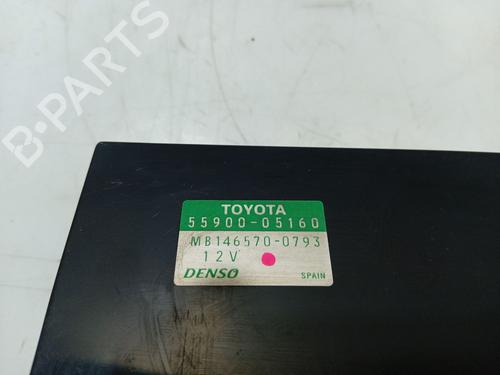 B-PARTS
TOYOTA
55900-05160
MB146570-0793
12V
DENSO
SPAIN